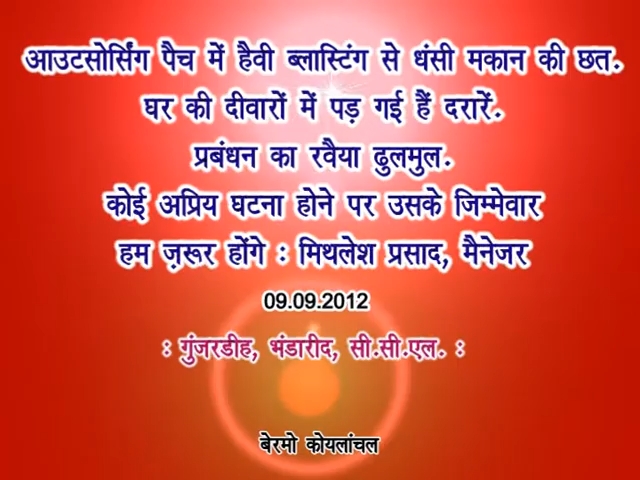 आउटसोर्सिंग पैच में हैवी ब्लास्टिंग से धंसी मकान की छत.
घर की दीवारों में पड़ गई हैं दरारें.
प्रबंधन का रवैया ढुलमुल.
कोई अप्रिय घटना होने पर उसके जिम्मेवार
हम ज़रूर होंगे : मिथलेश प्रसाद, मैनेजर
09.09.2012
: गुंजरडीह, भंडारीद, सी.सी.एल. :
बेरमो कोयलांचल